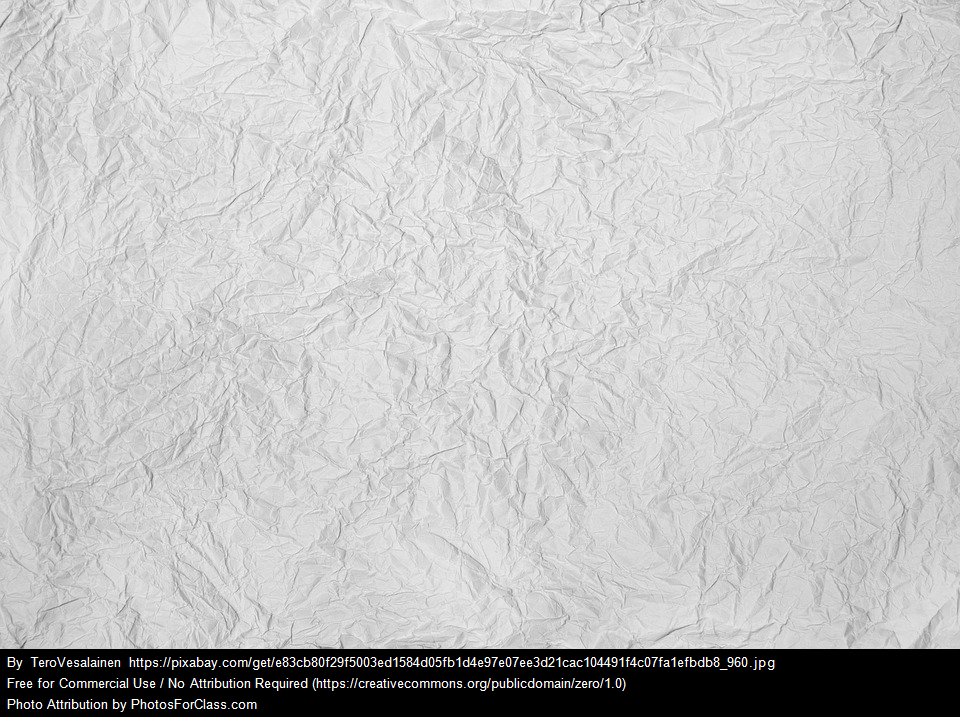 By TeroVesalainen https://pixabay.com/get/e83cb80f29f5003ed1584d05fb1d4e97e07ee3d21cac104491f4c07fa1efbdb8_960.jpg
Free for Commercial Use / No Attribution Required (https://creativecommons.org/publicdomain/zero/1.0)
Photo Attribution by PhotosForClass.com